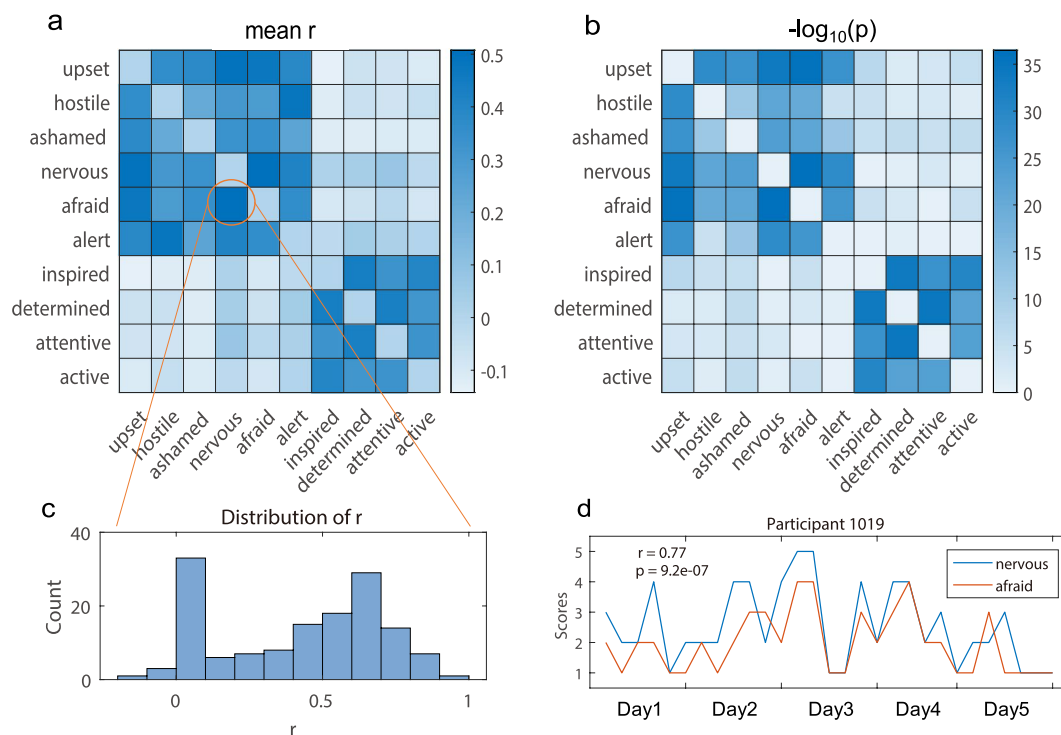 a
mean r
upset
hostile
ashamed
nervous
afraid
alert
inspired
determined
attentive
active
0.5
0.4
0.3
0.2
0.1
0
-0.1
upset
hostile
ashamed
nervous
afraid
alert
inspired
determined
attentive
active
b
-log₁₀(p)
upset
hostile
ashamed
nervous
afraid
alert
inspired
determined
attentive
active
35
30
25
20
15
10
5
0
upset
hostile
ashamed
nervous
afraid
alert
inspired
determined
attentive
active
c
Distribution of r
40
20
0
Count
0
0.5
1
r
d
Participant 1019
r = 0.77
p = 9.2e-07
nervous
afraid
5
4
3
2
1
Scores
Day1 Day2 Day3 Day4 Day5